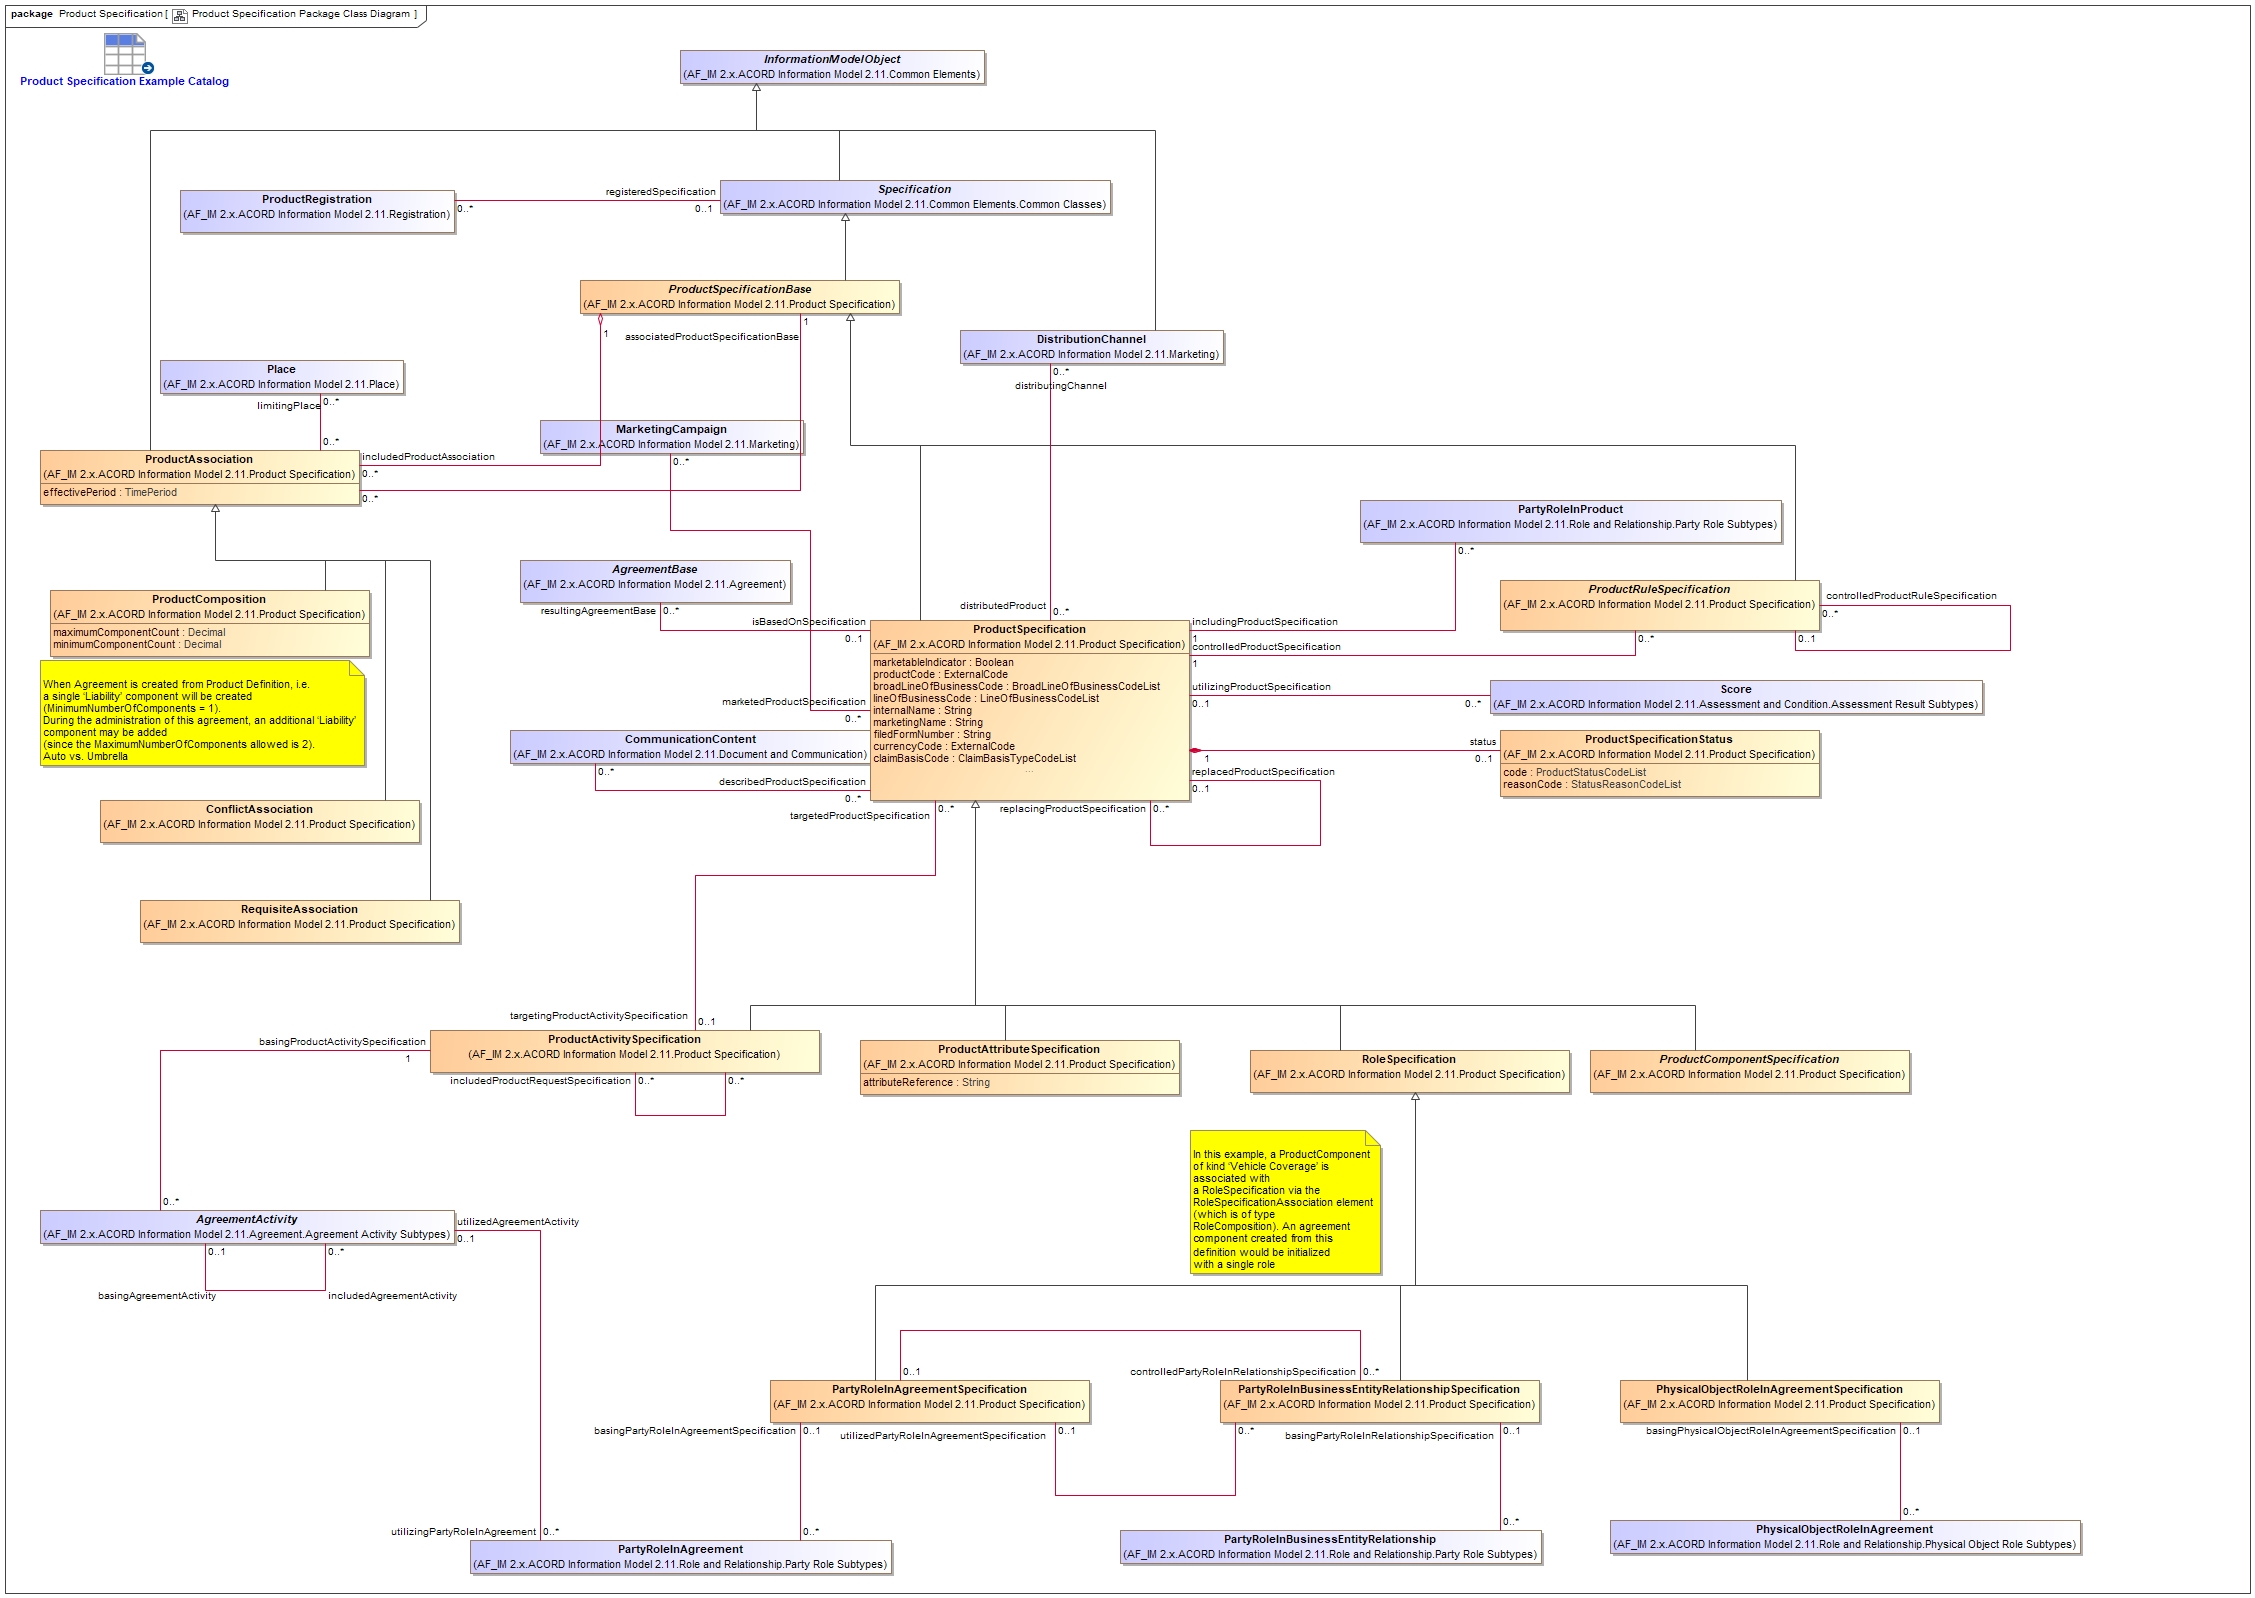 package Product Specification [ Product Specification Package Class Diagram ]
Product Specification Example Catalog
InformationModelObject
(AF_IM 2.x.ACORD Information Model 2.11.Common Elements)
ProductRegistration
(AF_IM 2.x.ACORD Information Model 2.11.Registration)
0..*
registeredSpecification
0..1
Specification
(AF_IM 2.x.ACORD Information Model 2.11.Common Elements.Common Classes)
ProductSpecificationBase
(AF_IM 2.x.ACORD Information Model 2.11.Product Specification)
1
associatedProductSpecificationBase
1
DistributionChannel
(AF_IM 2.x.ACORD Information Model 2.11.Marketing)
0..*
distributingChannel
Place
(AF_IM 2.x.ACORD Information Model 2.11.Place)
limitingPlace
0..*
0..*
MarketingCampaign
(AF_IM 2.x.ACORD Information Model 2.11.Marketing)
0..*
ProductAssociation
(AF_IM 2.x.ACORD Information Model 2.11.Product Specification)
effectivePeriod : TimePeriod
includedProductAssociation
0..*
0..*
PartyRoleInProduct
(AF_IM 2.x.ACORD Information Model 2.11.Role and Relationship.Party Role Subtypes)
0..*
AgreementBase
(AF_IM 2.x.ACORD Information Model 2.11.Agreement)
resultingAgreementBase
0..*
ProductRuleSpecification
(AF_IM 2.x.ACORD Information Model 2.11.Product Specification)
controlledProductRuleSpecification
0..*
0..*
0..1
ProductComposition
(AF_IM 2.x.ACORD Information Model 2.11.Product Specification)
maximumComponentCount : Decimal
minimumComponentCount : Decimal
When Agreement is created from Product Definition, i.e.
a single ‘Liability’ component will be created
(MinimumNumberOfComponents = 1).
During the administration of this agreement, an additional ‘Liability’
component may be added
(since the MaximumNumberOfComponents allowed is 2).
Auto vs. Umbrella
distributedProduct
0..*
isBasedOnSpecification
0..1
ProductSpecification
(AF_IM 2.x.ACORD Information Model 2.11.Product Specification)
marketableIndicator : Boolean
productCode : ExternalCode
broadLineOfBusinessCode : BroadLineOfBusinessCodeList
lineOfBusinessCode : LineOfBusinessCodeList
internalName : String
marketingName : String
filedFormNumber : String
currencyCode : ExternalCode
claimBasisCode : ClaimBasisTypeCodeList
...
includingProductSpecification
1
controlledProductSpecification
1
utilizingProductSpecification
0..1
0..*
Score
(AF_IM 2.x.ACORD Information Model 2.11.Assessment and Condition.Assessment Result Subtypes)
marketedProductSpecification
0..*
CommunicationContent
(AF_IM 2.x.ACORD Information Model 2.11.Document and Communication)
0..*
describedProductSpecification
0..*
status
1
0..1
ProductSpecificationStatus
(AF_IM 2.x.ACORD Information Model 2.11.Product Specification)
code : ProductStatusCodeList
reasonCode : StatusReasonCodeList
replacedProductSpecification
0..1
replacingProductSpecification
0..*
targetedProductSpecification
0..*
ConflictAssociation
(AF_IM 2.x.ACORD Information Model 2.11.Product Specification)
RequisiteAssociation
(AF_IM 2.x.ACORD Information Model 2.11.Product Specification)
targetingProductActivitySpecification
0..1
basingProductActivitySpecification
1
ProductActivitySpecification
(AF_IM 2.x.ACORD Information Model 2.11.Product Specification)
includedProductRequestSpecification
0..*
0..*
ProductAttributeSpecification
(AF_IM 2.x.ACORD Information Model 2.11.Product Specification)
attributeReference : String
RoleSpecification
(AF_IM 2.x.ACORD Information Model 2.11.Product Specification)
ProductComponentSpecification
(AF_IM 2.x.ACORD Information Model 2.11.Product Specification)
In this example, a ProductComponent
of kind ‘Vehicle Coverage’ is
associated with
a RoleSpecification via the
RoleSpecificationAssociation element
(which is of type
RoleComposition). An agreement
component created from this
definition would be initialized
with a single role
0..*
AgreementActivity
(AF_IM 2.x.ACORD Information Model 2.11.Agreement.Agreement Activity Subtypes)
utilizedAgreementActivity
0..1
0..1
0..*
basingAgreementActivity
includedAgreementActivity
0..1
controlledPartyRoleInRelationshipSpecification
0..*
PartyRoleInAgreementSpecification
(AF_IM 2.x.ACORD Information Model 2.11.Product Specification)
PartyRoleInBusinessEntityRelationshipSpecification
(AF_IM 2.x.ACORD Information Model 2.11.Product Specification)
PhysicalObjectRoleInAgreementSpecification
(AF_IM 2.x.ACORD Information Model 2.11.Product Specification)
basingPartyRoleInAgreementSpecification
0..1
utilizedPartyRoleInAgreementSpecification
0..1
0..*
basingPartyRoleInRelationshipSpecification
0..1
basingPhysicalObjectRoleInAgreementSpecification
0..1
utilizingPartyRoleInAgreement
0..*
0..*
0..*
0..*
PartyRoleInAgreement
(AF_IM 2.x.ACORD Information Model 2.11.Role and Relationship.Party Role Subtypes)
PartyRoleInBusinessEntityRelationship
(AF_IM 2.x.ACORD Information Model 2.11.Role and Relationship.Party Role Subtypes)
PhysicalObjectRoleInAgreement
(AF_IM 2.x.ACORD Information Model 2.11.Role and Relationship.Physical Object Role Subtypes)